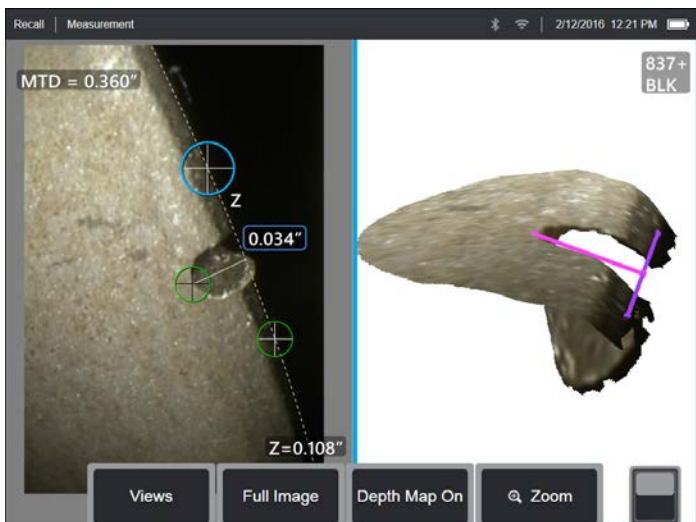 Recall | Measurement
2/12/2016 12:21 PM
MTD = 0.360"
837+
BLK
Z
0.034"
Z=0.108"
Views
Full Image
Depth Map On
Zoom